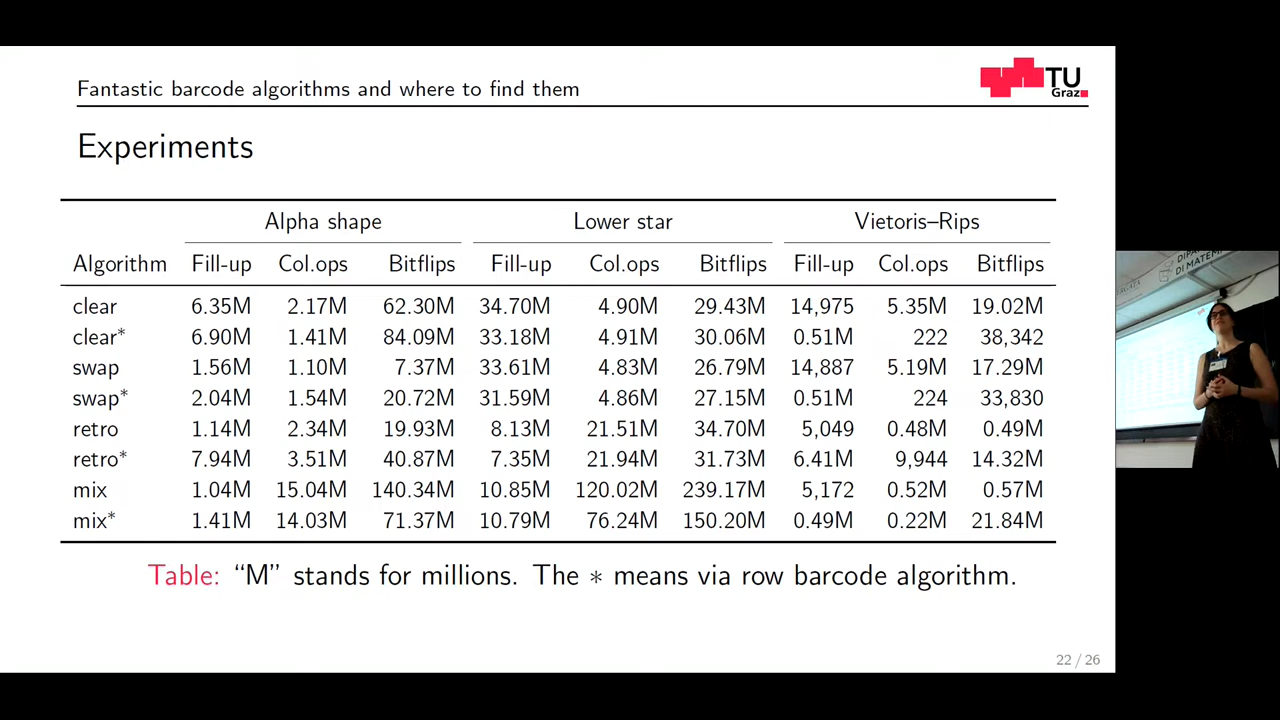 Fantastic barcode algorithms and where to find them
TU
Graz
Experiments
Alpha shape Lower star Vietoris–Rips
Algorithm Fill-up Col.ops Bitflips Fill-up Col.ops Bitflips Fill-up Col.ops Bitflips
clear 6.35M 2.17M 62.30M 34.70M 4.90M 29.43M 14,975 5.35M 19.02M
clear* 6.90M 1.41M 84.09M 33.18M 4.91M 30.06M 0.51M 222 38,342
swap 1.56M 1.10M 7.37M 33.61M 4.83M 26.79M 14,887 5.19M 17.29M
swap* 2.04M 1.54M 20.72M 31.59M 4.86M 27.15M 0.51M 224 33,830
retro 1.14M 2.34M 19.93M 8.13M 21.51M 34.70M 5,049 0.48M 0.49M
retro* 7.94M 3.51M 40.87M 7.35M 21.94M 31.73M 6.41M 9,944 14.32M
mix 1.04M 15.04M 140.34M 10.85M 120.02M 239.17M 5,172 0.52M 0.57M
mix* 1.41M 14.03M 71.37M 10.79M 76.24M 150.20M 0.49M 0.22M 21.84M
Table: “M” stands for millions. The * means via row barcode algorithm.
22 / 26
DI MATEM